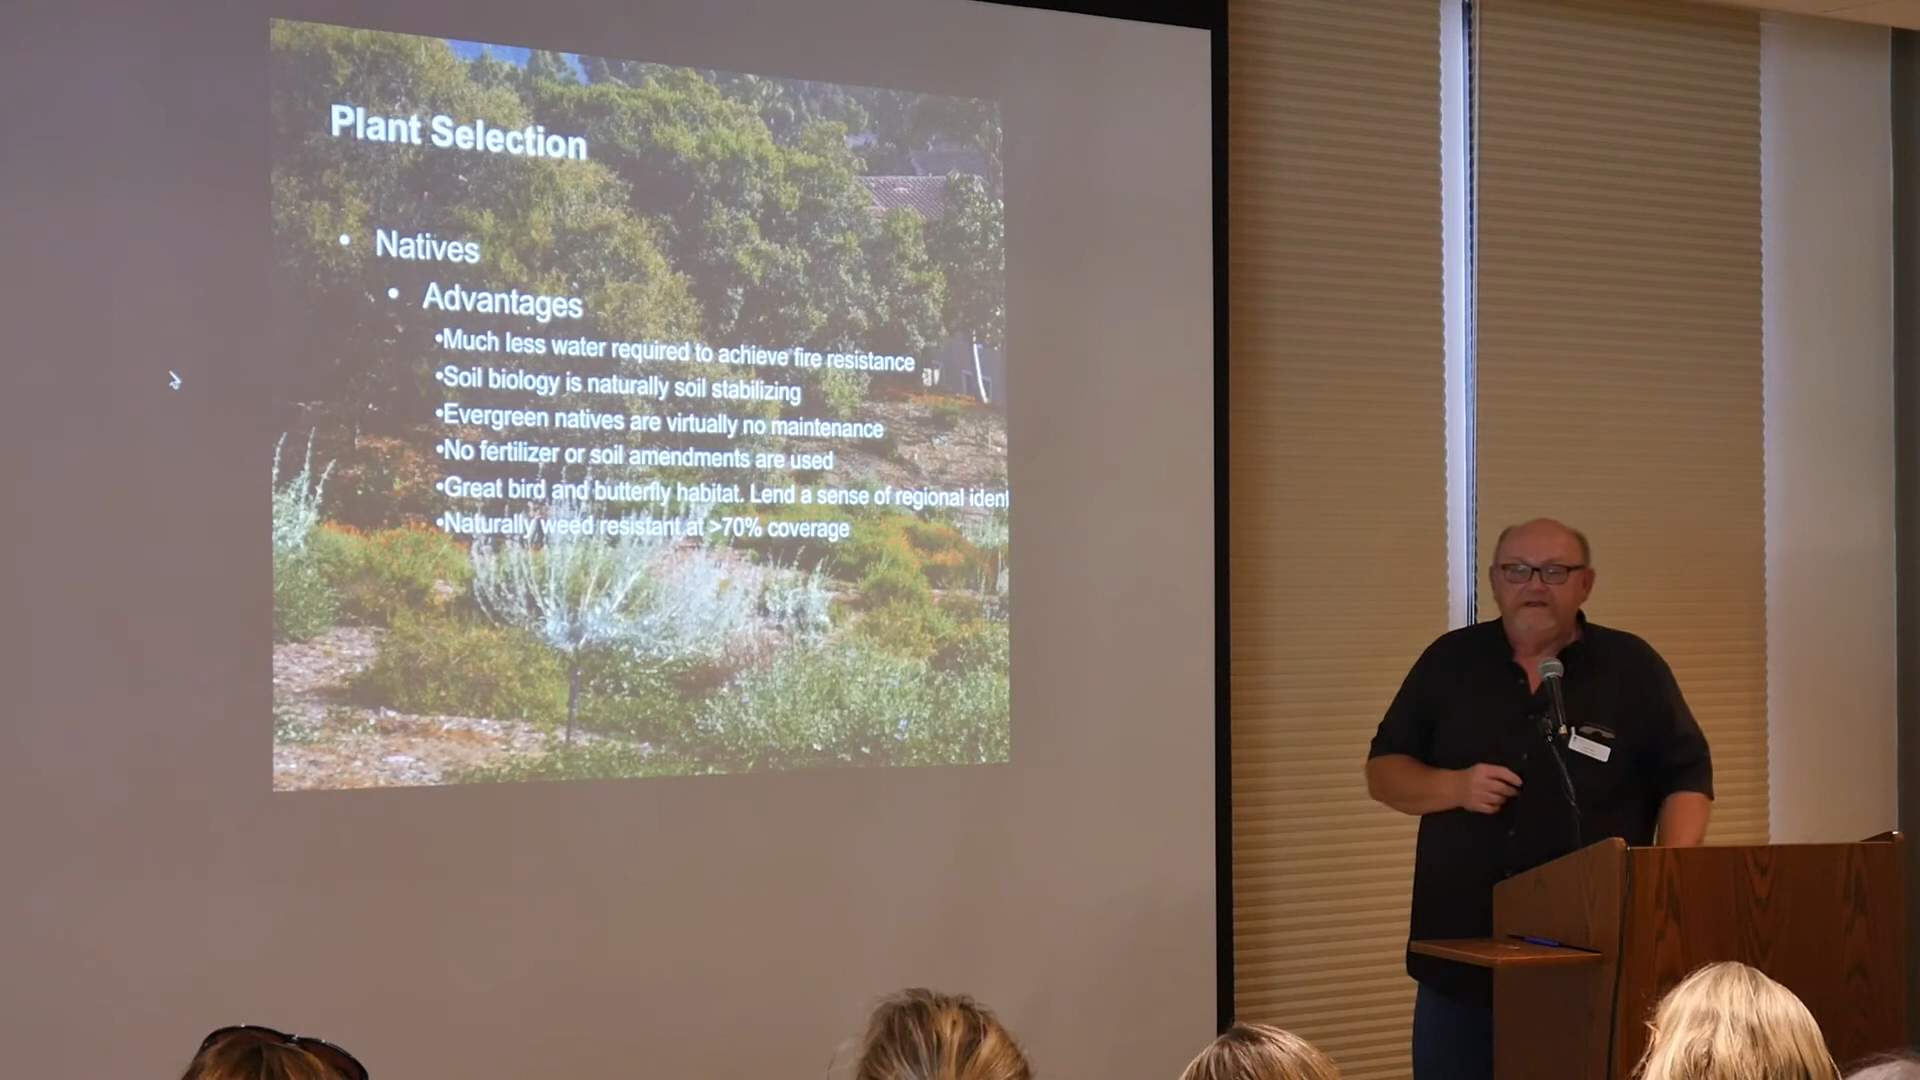 Plant Selection
• Natives
• Advantages
•Much less water required to achieve fire resistance
•Soil biology is naturally soil stabilizing
•Evergreen natives are virtually no maintenance
•No fertilizer or soil amendments are used
•Great bird and butterfly habitat. Lend a sense of regional ident
•Naturally weed resistant at >70% coverage